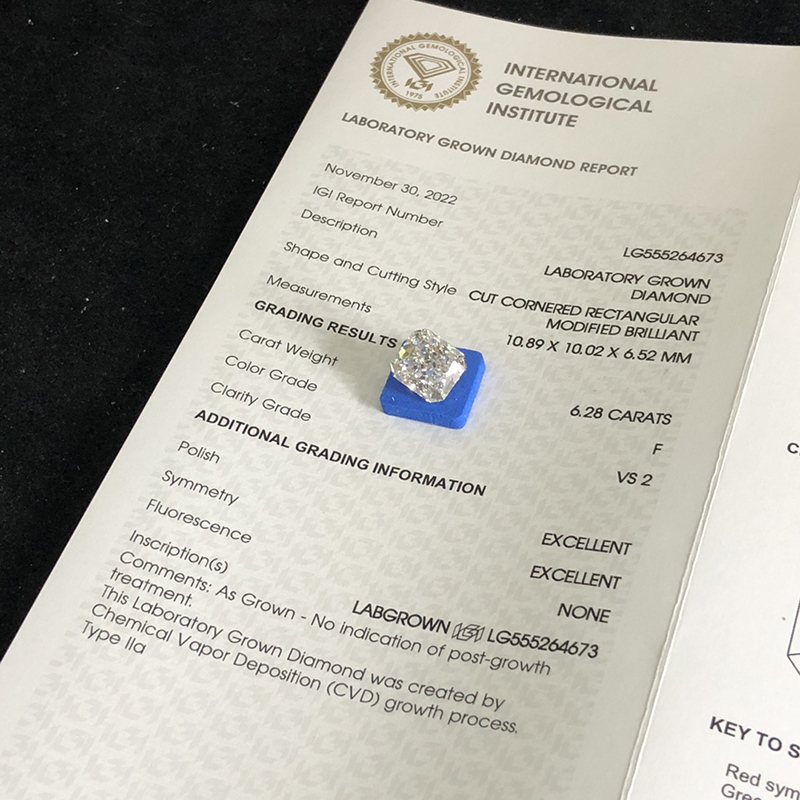 INTERNATIONAL GEMOLOGICAL INSTITUTE
IGI
1975
INTERNATIONAL
GEMOLOGICAL
INSTITUTE
LABORATORY GROWN DIAMOND REPORT
November 30, 2022
IGI Report Number LG555264673
Description LABORATORY GROWN
DIAMOND
Shape and Cutting Style CUT CORNERED RECTANGULAR
MODIFIED BRILLIANT
Measurements 10.89 X 10.02 X 6.52 MM
GRADING RESULTS
Carat Weight 6.28 CARATS
Color Grade F
Clarity Grade VS 2
ADDITIONAL GRADING INFORMATION
Polish EXCELLENT
Symmetry EXCELLENT
Fluorescence NONE
Inscription(s) LABGROWN IGI LG555264673
Comments: As Grown - No indication of post-growth
treatment.
This Laboratory Grown Diamond was created by
Chemical Vapor Deposition (CVD) growth process.
Type IIa
KEY TO S
Red sym